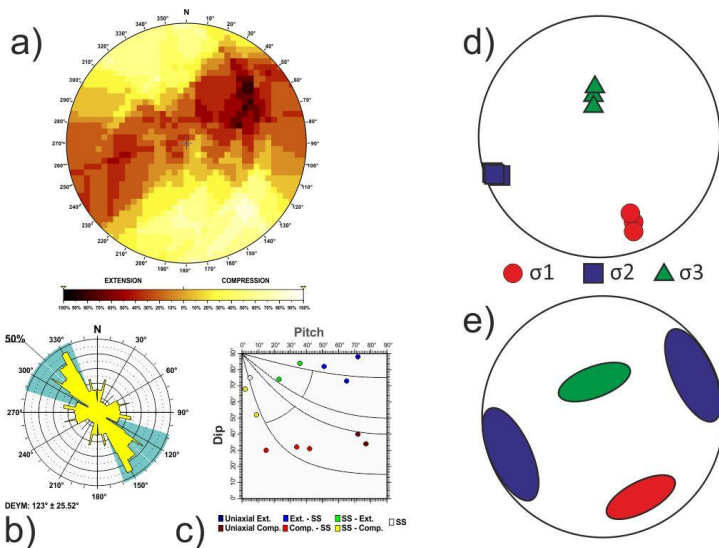 a)
N
340° 350° 0° 10° 20°
330° 30°
320° 40°
310° 50°
300° 60°
290° 70°
280° 80°
270° 90°
260° 100°
250° 110°
240° 120°
230° 130°
220° 140°
210° 150°
200° 190° 180° 170° 160°
EXTENSION COMPRESSION
100% 90% 80% 70% 60% 50% 40% 30% 20% 10% 0% 10% 20% 30% 40% 50% 60% 70% 80% 90% 100%
b)
N
50%
330° 30°
300° 60°
270° 90°
240° 120°
210° 150°
180°
DEYM: 123° ± 25.52°
c)
Pitch
0° 10° 20° 30° 40° 50° 60° 70° 80° 90°
Dip
90°
80°
70°
60°
50°
40°
30°
20°
10°
0°
Uniaxial Ext. Ext. - SS SS - Ext. SS
Uniaxial Comp. Comp. - SS SS - Comp.
d)
σ1 σ2 σ3
e)